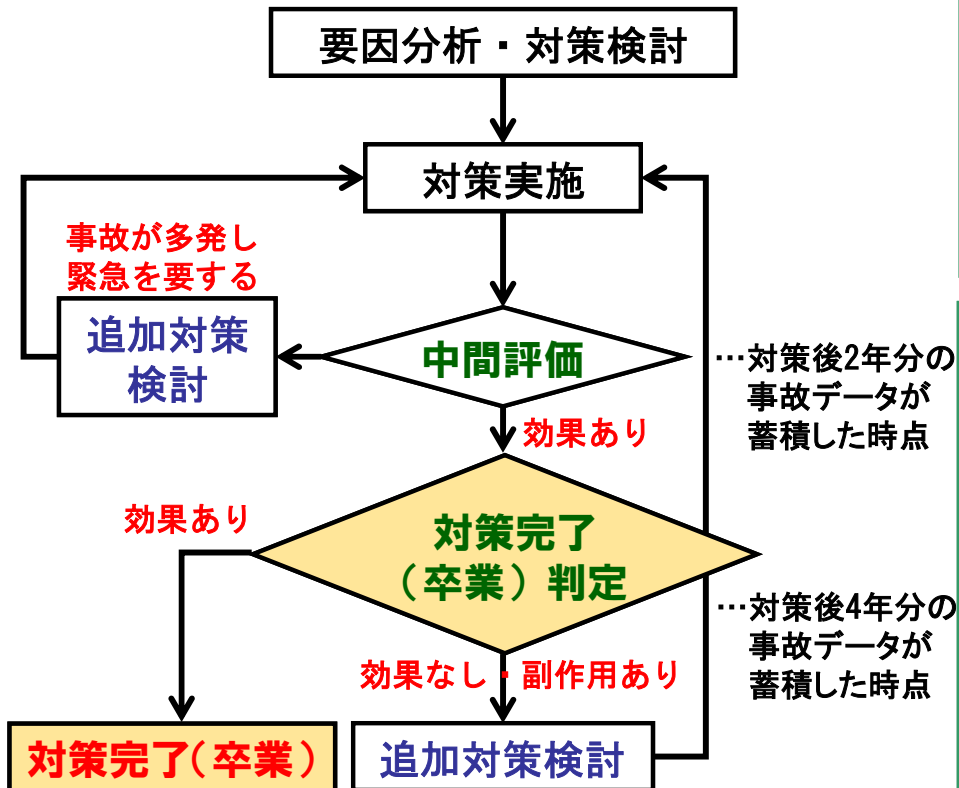 要因分析・対策検討
対策実施
事故が多発し
緊急を要する
追加対策
検討
中間評価
…対策後2年分の
事故データが
蓄積した時点
効果あり
効果あり
対策完了
（卒業）判定
…対策後4年分の
事故データが
蓄積した時点
効果なし・副作用あり
対策完了（卒業）
追加対策検討